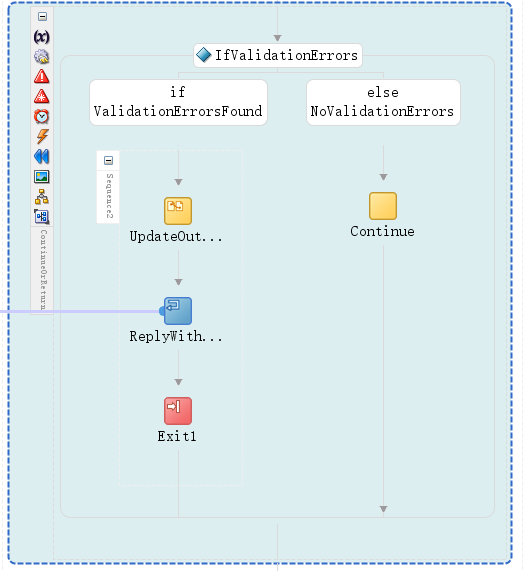 (x)
IfValidationErrors
if
ValidationErrorsFound
else
NoValidationErrors
Sequence2
UpdateOut...
Continue
ContinueOrReturn
ReplyWith...
Exit1